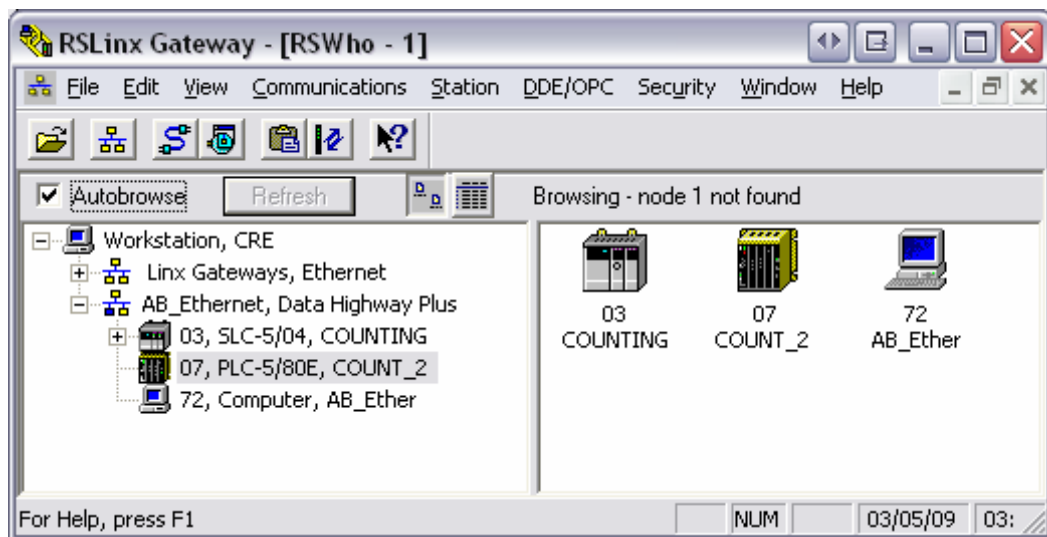 RSLinx Gateway - [RSWho - 1]
File Edit View Communications Station DDE/OPC Security Window Help
Autobrowse Refresh Browsing - node 1 not found
Workstation, CRE
Linx Gateways, Ethernet
AB_Ethernet, Data Highway Plus
03, SLC-5/04, COUNTING
07, PLC-5/80E, COUNT_2
72, Computer, AB_Ether
03 07 72
COUNTING COUNT_2 AB_Ether
For Help, press F1 NUM 03/05/09 03: